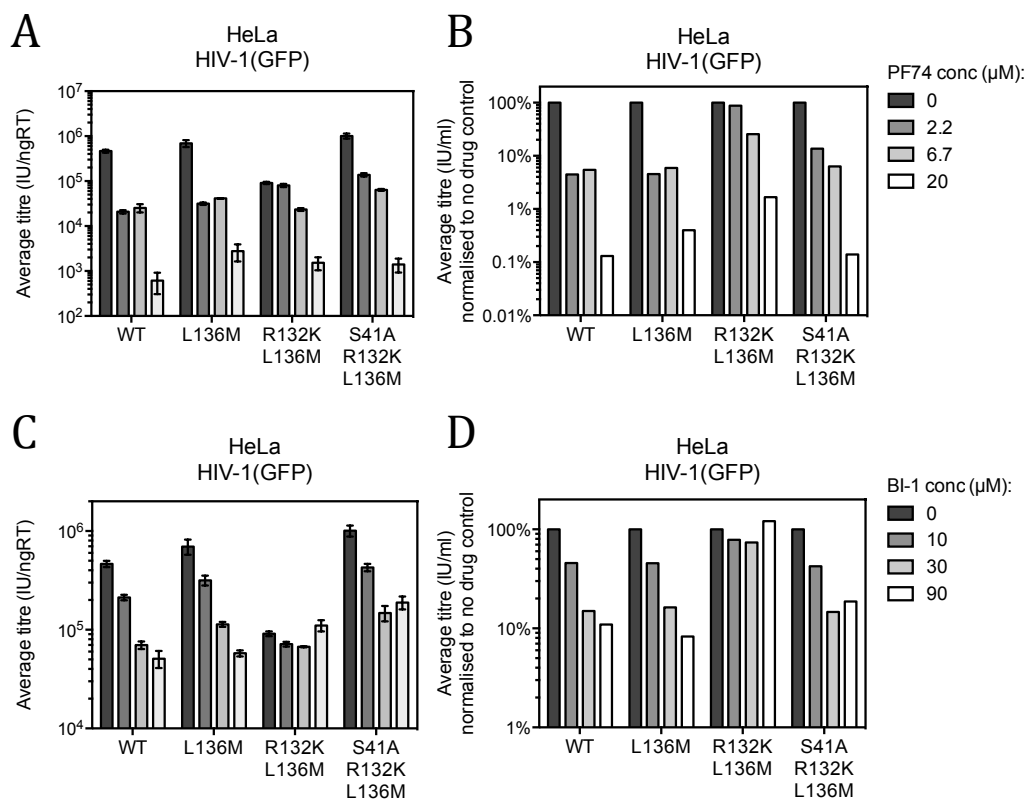 A
HeLa
HIV-1(GFP)
Average titre (IU/ngRT)
10^7
10^6
10^5
10^4
10^3
10^2
WT
L136M
R132K
L136M
S41A
R132K
L136M
B
HeLa
HIV-1(GFP)
Average titre (IU/ml)
normalised to no drug control
100%
10%
1%
0.1%
0.01%
WT
L136M
R132K
L136M
S41A
R132K
L136M
PF74 conc (µM):
0
2.2
6.7
20
C
HeLa
HIV-1(GFP)
Average titre (IU/ngRT)
10^6
10^5
10^4
WT
L136M
R132K
L136M
S41A
R132K
L136M
D
HeLa
HIV-1(GFP)
Average titre (IU/ml)
normalised to no drug control
100%
10%
1%
WT
L136M
R132K
L136M
S41A
R132K
L136M
BI-1 conc (µM):
0
10
30
90